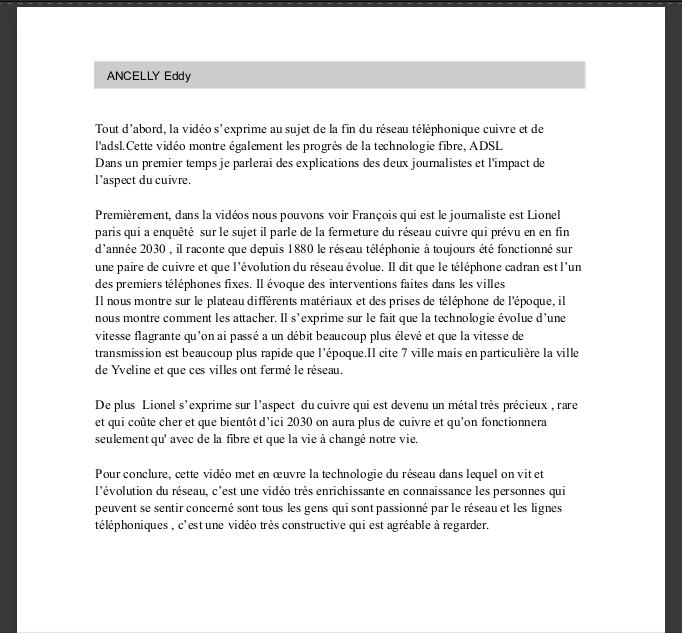 ANCELLY Eddy
Tout d’abord, la vidéo s’exprime au sujet de la fin du réseau téléphonique cuivre et de
l'adsl.Cette vidéo montre également les progrès de la technologie fibre, ADSL
Dans un premier temps je parlerai des explications des deux journalistes et l'impact de
l’aspect du cuivre.
Premièrement, dans la vidéos nous pouvons voir François qui est le journaliste est Lionel
paris qui a enquêté  sur le sujet il parle de la fermeture du réseau cuivre qui prévu en en fin
d’année 2030 , il raconte que depuis 1880 le réseau téléphonie à toujours été fonctionné sur
une paire de cuivre et que l’évolution du réseau évolue. Il dit que le téléphone cadran est l’un
des premiers téléphones fixes. Il évoque des interventions faites dans les villes
Il nous montre sur le plateau différents matériaux et des prises de téléphone de l'époque, il
nous montre comment les attacher. Il s’exprime sur le fait que la technologie évolue d’une
vitesse flagrante qu’on ai passé a un débit beaucoup plus élevé et que la vitesse de
transmission est beaucoup plus rapide que l’époque.Il cite 7 ville mais en particulière la ville
de Yveline et que ces villes ont fermé le réseau.
De plus  Lionel s’exprime sur l’aspect  du cuivre qui est devenu un métal très précieux , rare
et qui coûte cher et que bientôt d’ici 2030 on aura plus de cuivre et qu’on fonctionnera
seulement qu' avec de la fibre et que la vie à changé notre vie.
Pour conclure, cette vidéo met en œuvre la technologie du réseau dans lequel on vit et
l’évolution du réseau, c’est une vidéo très enrichissante en connaissance les personnes qui
peuvent se sentir concerné sont tous les gens qui sont passionné par le réseau et les lignes
téléphoniques , c’est une vidéo très constructive qui est agréable à regarder.